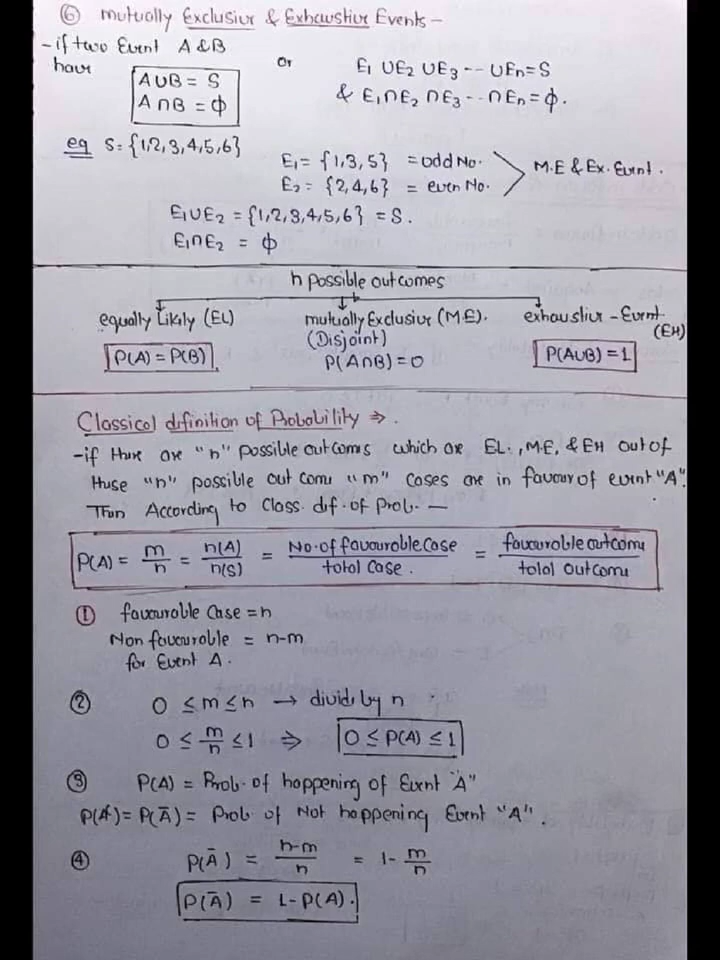 ⑥ Mutually Exclusive & Exhaustive Events -
- if two Event A & B
have
A∪B = S
A∩B = ϕ
or
E₁ ∪E₂ ∪E₃ -- ∪Eₙ=S
& E₁∩E₂ ∩E₃ -- ∩Eₙ=ϕ.
eg S={1,2,3,4,5,6}
E₁= {1,3,5} = odd No.
E₂= {2,4,6} = even No.
M.E & Ex. Event.
E₁∪E₂ = {1,2,3,4,5,6} = S.
E₁∩E₂ = ϕ
n possible outcomes
equally Likely (EL)
P(A) = P(B)
mutually Exclusive (M.E).
(Disjoint)
P(A∩B)=0
exhaustive - Event
(EH)
P(A∪B) = 1
Classical definition of Probability ⇒.
- if there are "n" possible outcomes which are EL., M.E, & EH out of
these "n" possible out come "m" cases are in favour of event "A".
Then According to Class. def. of Prob. —
P(A) = m/n = n(A)/n(S) = No. of favourable Case/total Case. = favourable outcome/total outcome
① favourable Case = n
Non favourable = n-m
for Event A.
② 0 ≤ m ≤ n → divide by n
0 ≤ m/n ≤ 1 ⇒ 0 ≤ P(A) ≤ 1
③ P(A) = Prob. of happening of Event "A"
P(A') = P(Ā) = Prob of Not happening Event "A".
④ P(Ā) = n-m/n = 1- m/n
P(Ā) = 1- P(A).